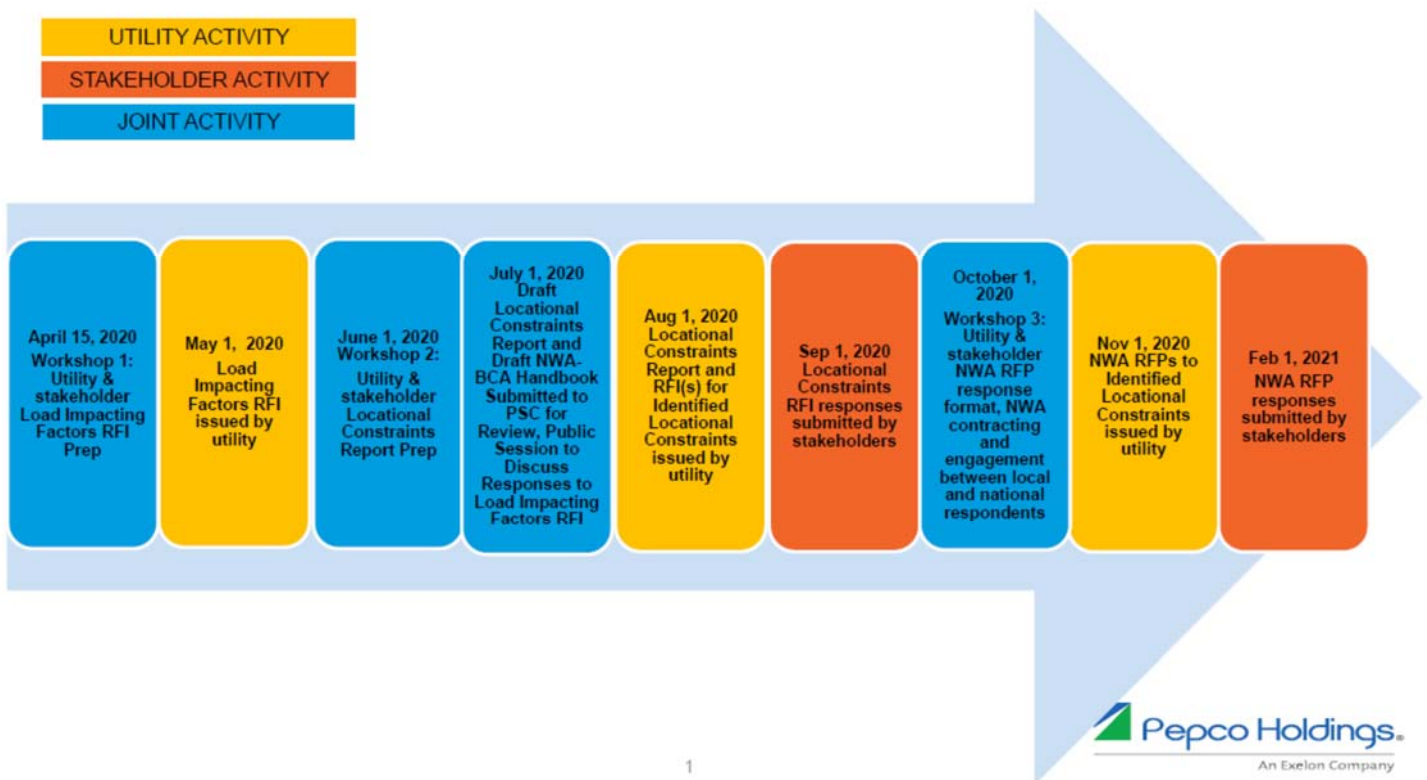 UTILITY ACTIVITY
STAKEHOLDER ACTIVITY
JOINT ACTIVITY
April 15, 2020
Workshop 1:
Utility &
stakeholder
Load Impacting
Factors RFI
Prep
May 1, 2020
Load
Impacting
Factors RFI
issued by
utility
June 1, 2020
Workshop 2:
Utility &
stakeholder
Locational
Constraints
Report Prep
July 1, 2020
Draft
Locational
Constraints
Report and
Draft NWA-
BCA Handbook
Submitted to
PSC for
Review, Public
Session to
Discuss
Responses to
Load Impacting
Factors RFI
Aug 1, 2020
Locational
Constraints
Report and
RFI(s) for
Identified
Locational
Constraints
issued by
utility
Sep 1, 2020
Locational
Constraints
RFI responses
submitted by
stakeholders
October 1,
2020
Workshop 3:
Utility &
stakeholder
NWA RFP
response
format, NWA
contracting
and
engagement
between local
and national
respondents
Nov 1, 2020
NWA RFPs to
Identified
Locational
Constraints
issued by
utility
Feb 1, 2021
NWA RFP
responses
submitted by
stakeholders
Pepco Holdings®
An Exelon Company
1